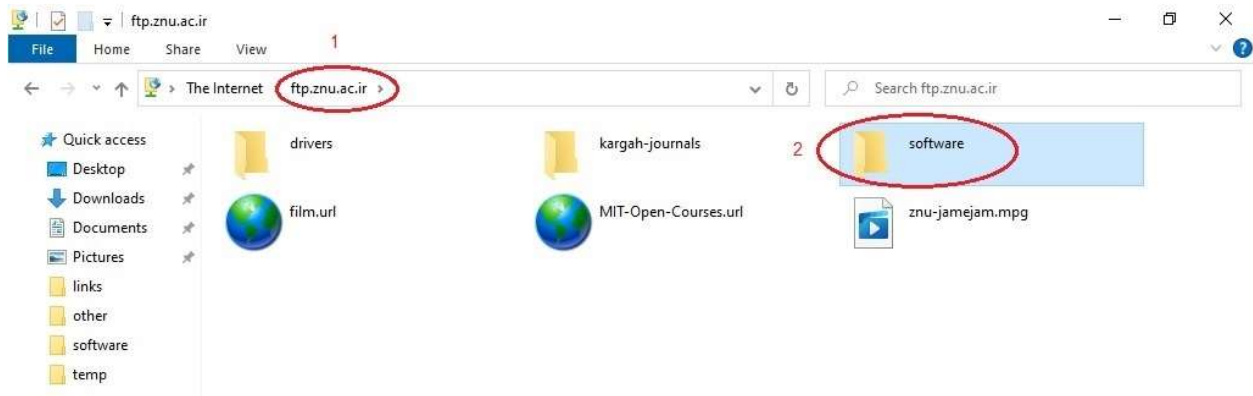 ftp.znu.ac.ir
File Home Share View
1
The Internet ftp.znu.ac.ir
Search ftp.znu.ac.ir
Quick access
Desktop
Downloads
Documents
Pictures
links
other
software
temp
drivers
kargah-journals
2
software
film.url
MIT-Open-Courses.url
znu-jamejam.mpg